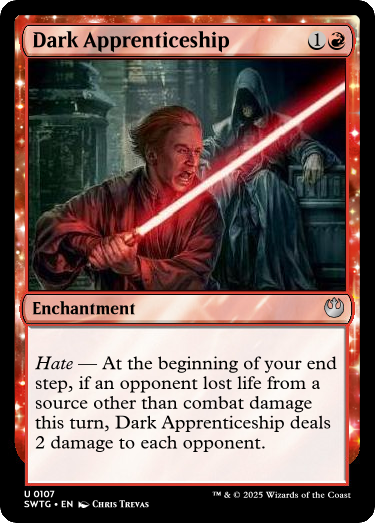 Dark Apprenticeship 1
Enchantment
Hate — At the beginning of your end
step, if an opponent lost life from a
source other than combat damage
this turn, Dark Apprenticeship deals
2 damage to each opponent.
U 0107
™ & © 2025 Wizards of the Coast
SWTG • EN Chris Trevas